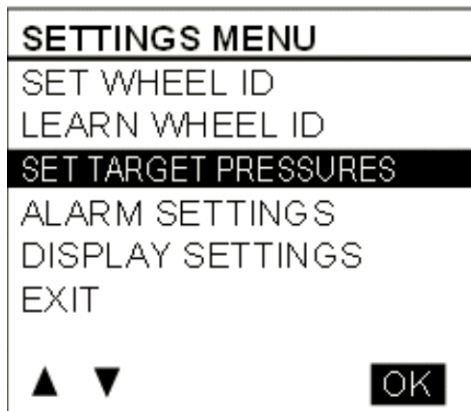 SETTINGS MENU
SET WHEEL ID
LEARN WHEEL ID
SET TARGET PRESSURES
ALARM SETTINGS
DISPLAY SETTINGS
EXIT
▲ ▼ OK